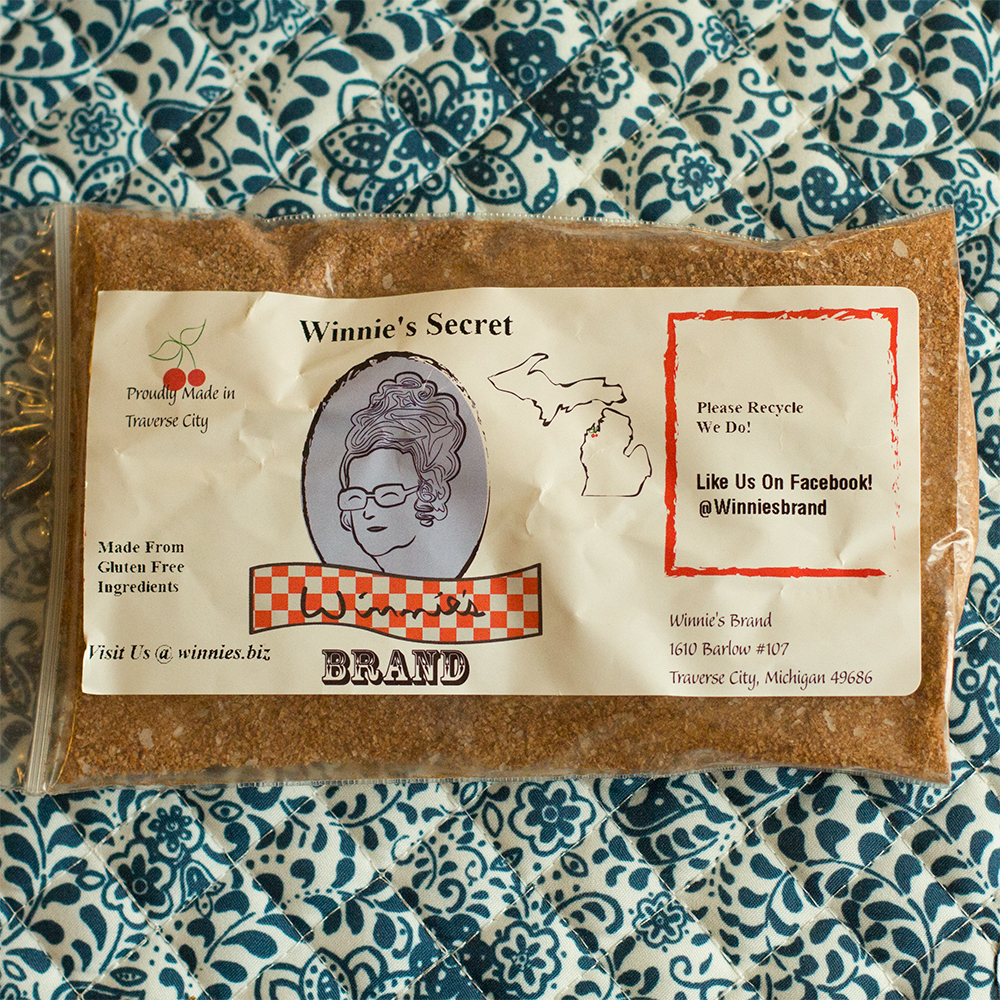 Winnie's Secret
Proudly Made in
Traverse City
Made From
Gluten Free
Ingredients
Visit Us @ winnies.biz
Winnie's
BRAND
Please Recycle
We Do!
Like Us On Facebook!
@Winniesbrand
Winnie's Brand
1610 Barlow #107
Traverse City, Michigan 49686